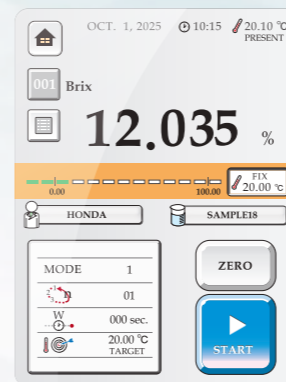 OCT. 1, 2025 10:15 20.10 ℃
PRESENT
001 Brix
12.035 %
0.00 100.00
FIX
20.00 ℃
HONDA SAMPLE18
MODE 1
n 01
W 000 sec.
20.00 ℃
TARGET
ZERO
START